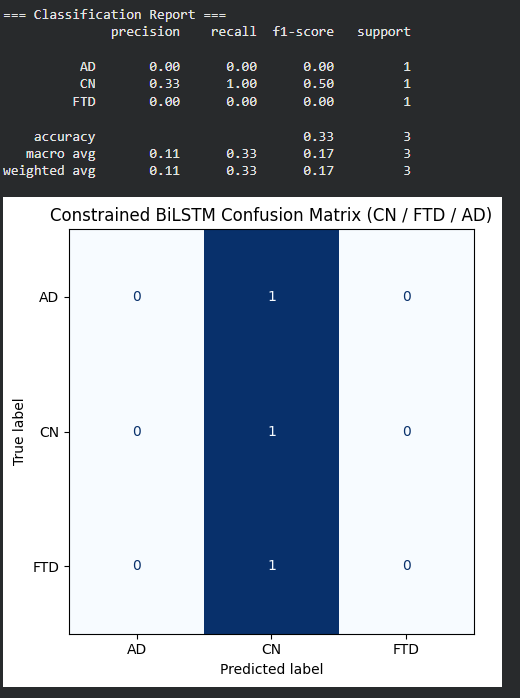 === Classification Report ===
precision recall f1-score support
AD 0.00 0.00 0.00 1
CN 0.33 1.00 0.50 1
FTD 0.00 0.00 0.00 1
accuracy 0.33 3
macro avg 0.11 0.33 0.17 3
weighted avg 0.11 0.33 0.17 3
Constrained BiLSTM Confusion Matrix (CN / FTD / AD)
AD 0 1 0
CN 0 1 0
FTD 0 1 0
True label
AD CN FTD
Predicted label